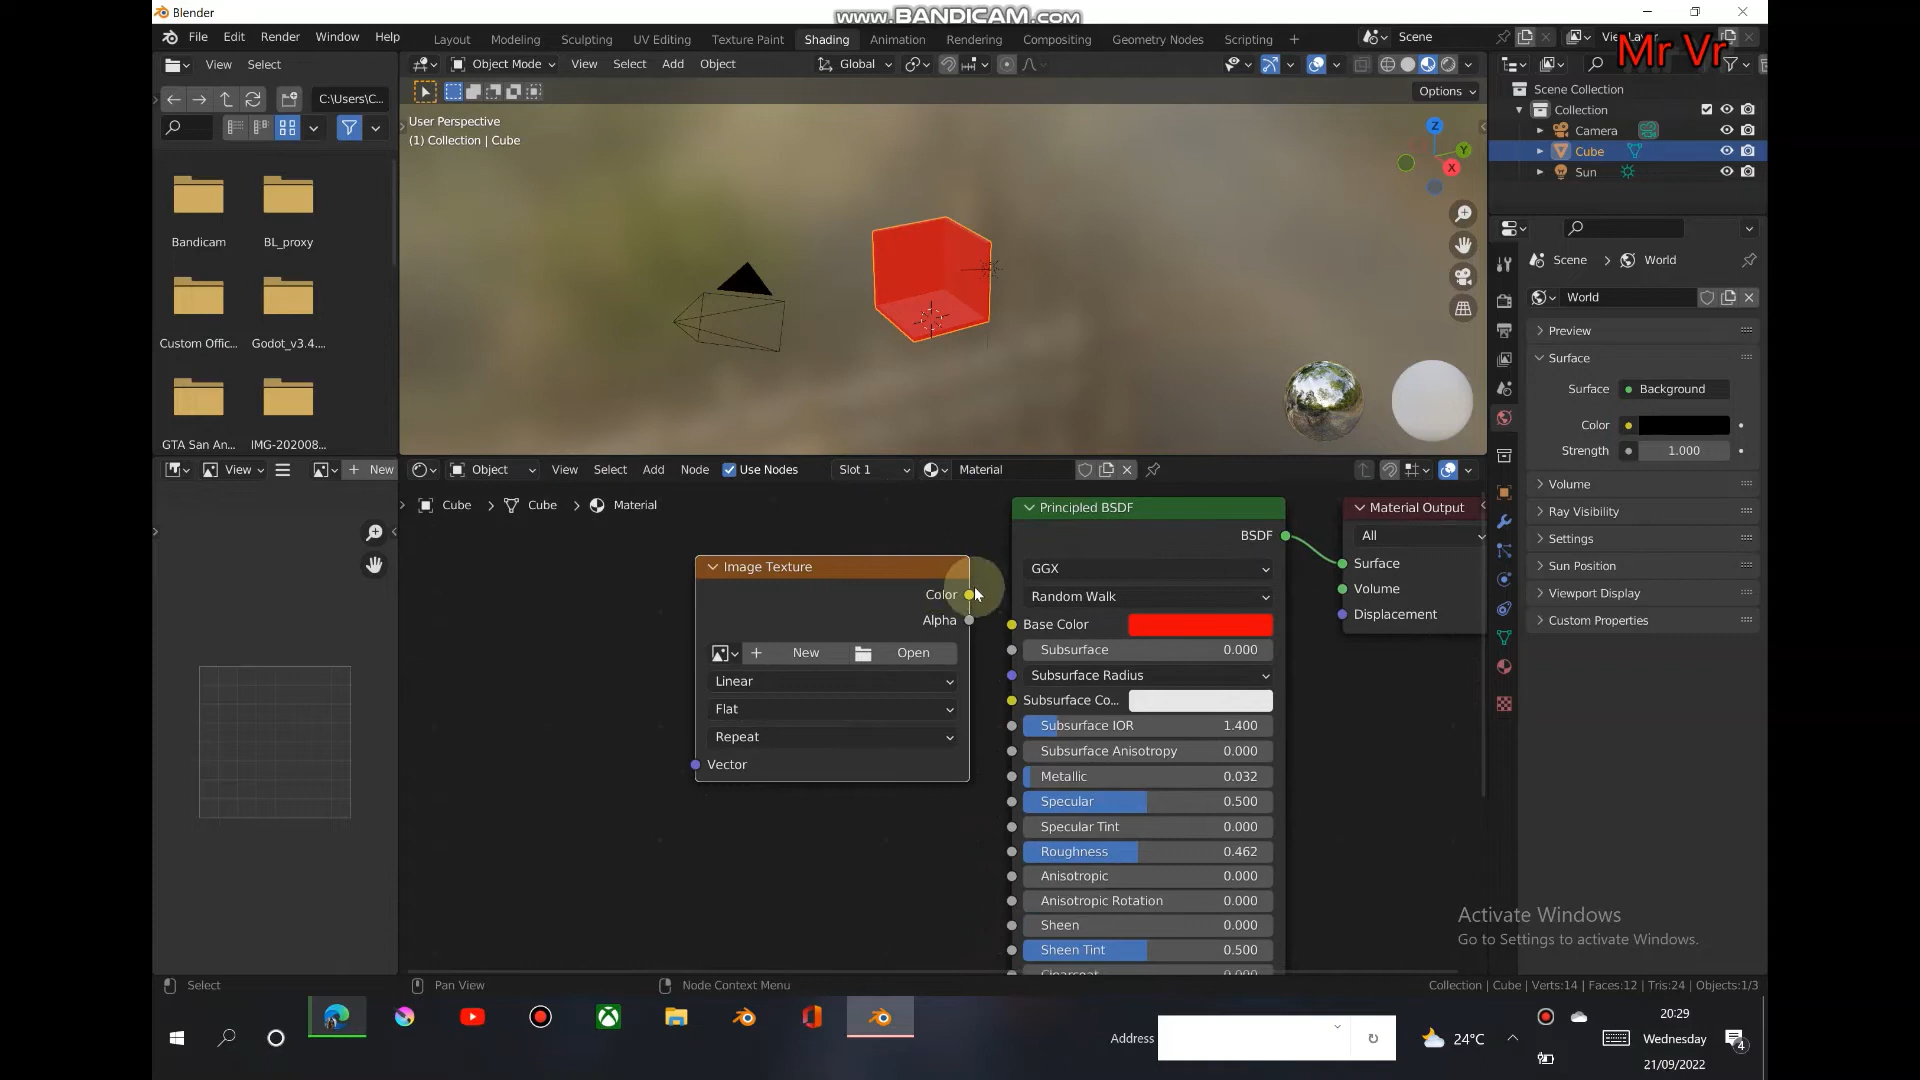 Blender
www.BANDICAM.com
File Edit Render Window Help
Layout Modeling Sculpting UV Editing Texture Paint Shading Animation Rendering Compositing Geometry Nodes Scripting +
Scene
Mr Vr
View Select
Object Mode View Select Add Object
Global
C:\Users\C...
Options
User Perspective
(1) Collection | Cube
Z
Y
X
Bandicam BL_proxy
Custom Offic... Godot_v3.4....
GTA San An... IMG-202008...
Scene Collection
Collection
Camera
Cube
Sun
Scene > World
World
Preview
Surface
Surface Background
Color
Strength 1.000
Volume
Ray Visibility
Settings
Sun Position
Viewport Display
Custom Properties
View + New
Object View Select Add Node Use Nodes Slot 1 Material
Cube > Cube > Material
Image Texture
Color
Alpha
+ New Open
Linear
Flat
Repeat
Vector
Principled BSDF
BSDF
GGX
Random Walk
Base Color
Subsurface 0.000
Subsurface Radius
Subsurface Co...
Subsurface IOR 1.400
Subsurface Anisotropy 0.000
Metallic 0.032
Specular 0.500
Specular Tint 0.000
Roughness 0.462
Anisotropic 0.000
Anisotropic Rotation 0.000
Sheen 0.000
Sheen Tint 0.500
Clearcoat 0.000
Material Output
All
Surface
Volume
Displacement
Activate Windows
Go to Settings to activate Windows.
Select Pan View Node Context Menu
Collection | Cube | Verts:14 | Faces:12 | Tris:24 | Objects:1/3
Address
24°C
20:29
Wednesday
21/09/2022
4